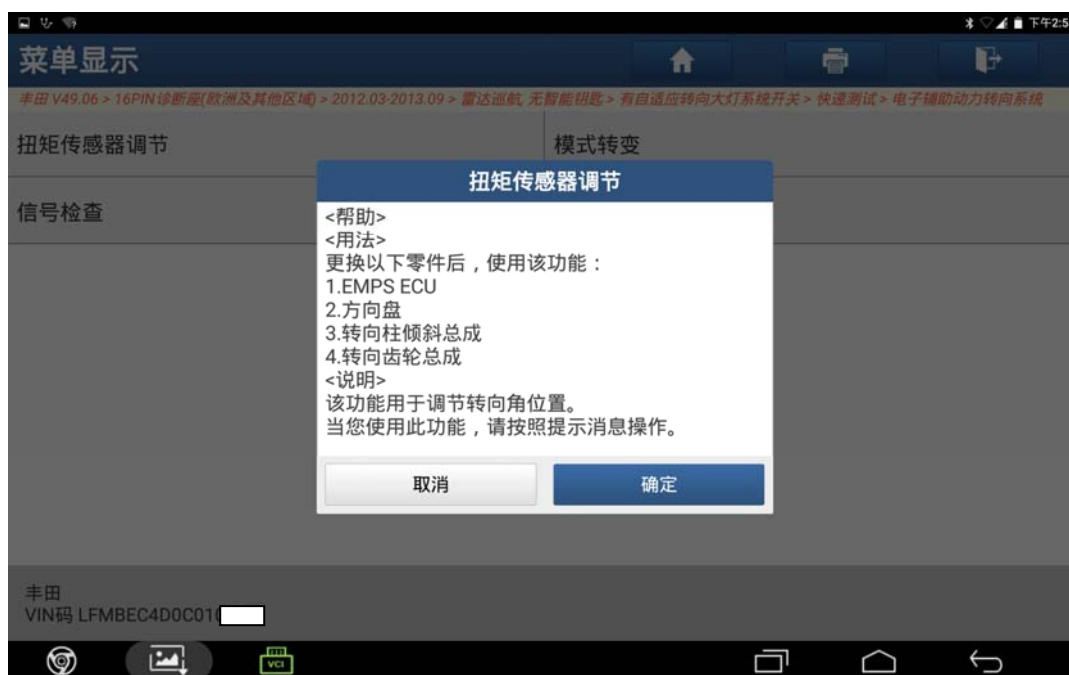 下午2:5
菜单显示
丰田 V49.06 > 16PIN诊断座(欧洲及其他区域) > 2012.03-2013.09 > 雷达巡航, 无智能钥匙 > 有自适应转向大灯系统开关 > 快速测试 > 电子辅助动力转向系统
扭矩传感器调节
模式转变
信号检查
扭矩传感器调节
<帮助>
<用法>
更换以下零件后，使用该功能：
1.EMPS ECU
2.方向盘
3.转向柱倾斜总成
4.转向齿轮总成
<说明>
该功能用于调节转向角位置。
当您使用此功能，请按照提示消息操作。
取消
确定
丰田
VIN码 LFMBEC4D0C01
VCI